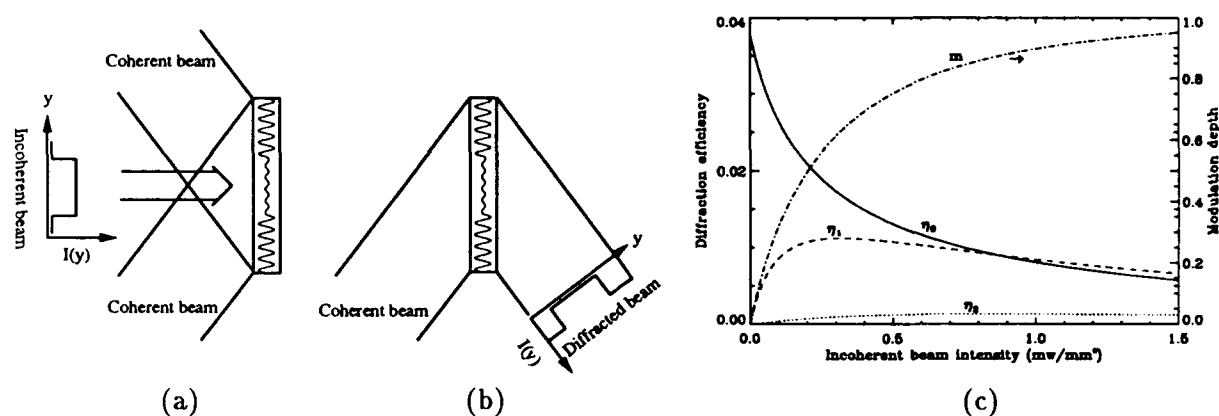 Coherent beam
y
Incoherent beam
I(y)
Coherent beam
(a)
Coherent beam
y
Diffracted beam
I(y)
(b)
0.04
0.02
0.00
Diffraction efficiency
1.0
0.8
0.6
0.4
0.2
0.0
Modulation depth
m
η₁
η₀
η₂
0.0 0.5 1.0 1.5
Incoherent beam intensity (mw/mm²)
(c)